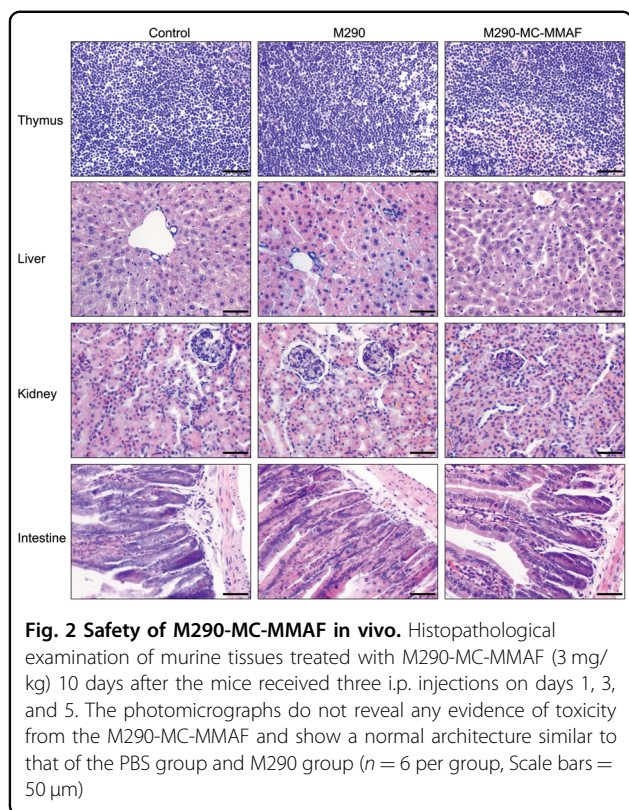 Control M290 M290-MC-MMAF
Thymus
Liver
Kidney
Intestine
Fig. 2 Safety of M290-MC-MMAF in vivo. Histopathological
examination of murine tissues treated with M290-MC-MMAF (3 mg/
kg) 10 days after the mice received three i.p. injections on days 1, 3,
and 5. The photomicrographs do not reveal any evidence of toxicity
from the M290-MC-MMAF and show a normal architecture similar to
that of the PBS group and M290 group (n = 6 per group, Scale bars =
50 μm)